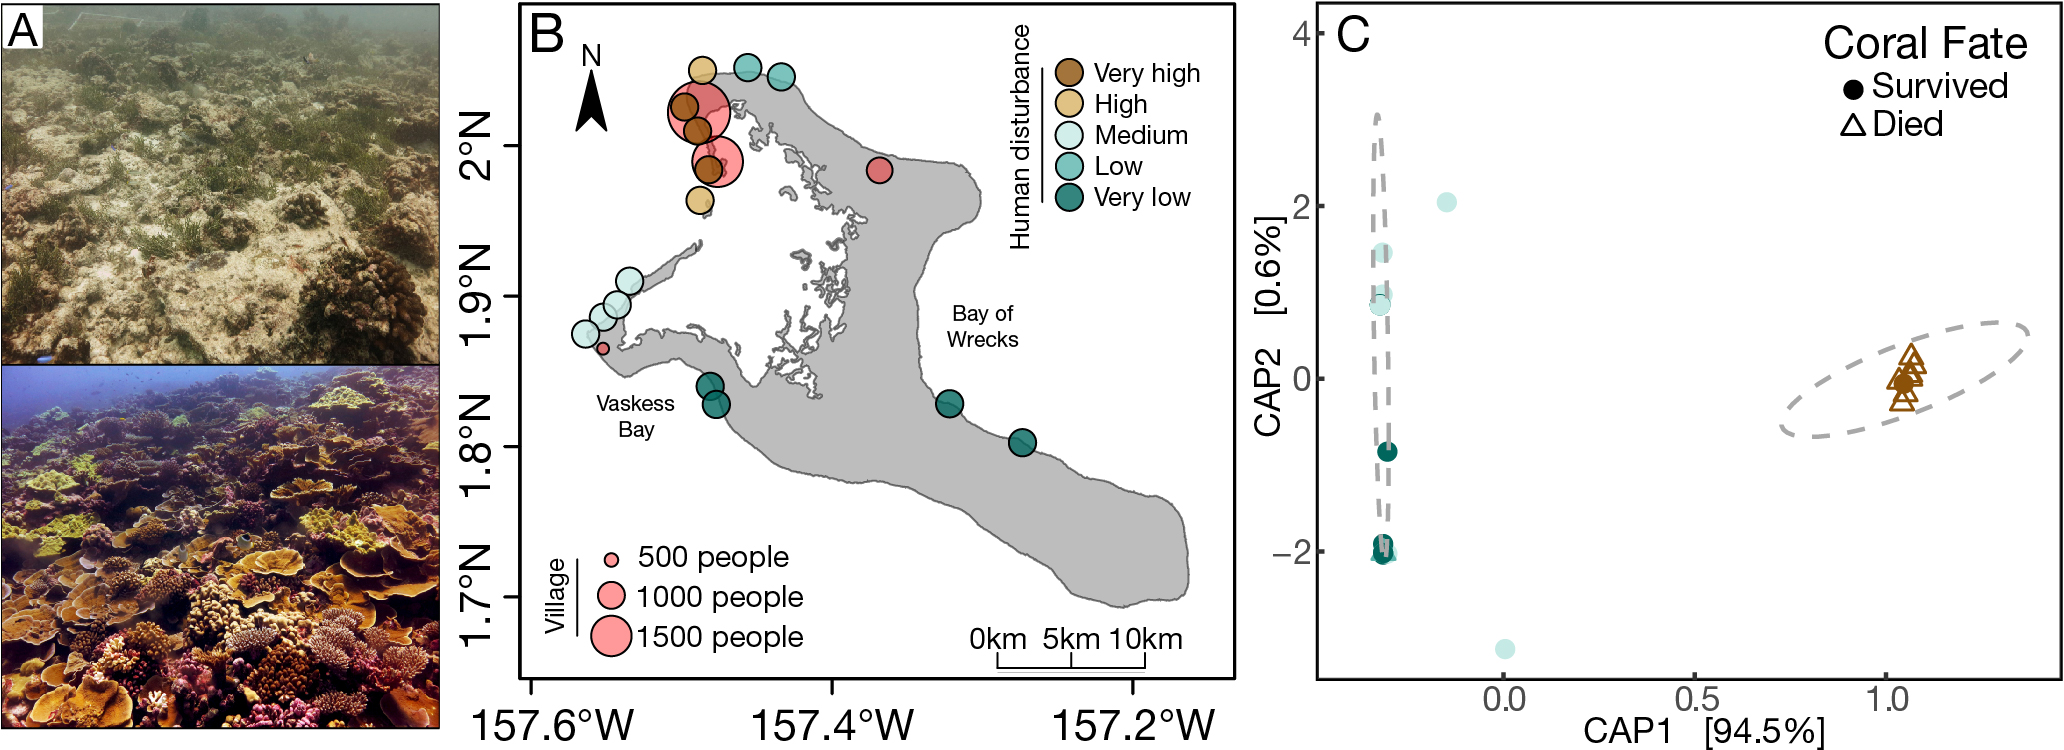 A
B
N
2°N
1.9°N
1.8°N
1.7°N
157.6°W
157.4°W
157.2°W
Human disturbance
Very high
High
Medium
Low
Very low
Bay of
Wrecks
Vaskess
Bay
Village
500 people
1000 people
1500 people
0km 5km 10km
C
Coral Fate
Survived
Died
4
2
0
−2
CAP2 [0.6%]
0.0
0.5
1.0
CAP1 [94.5%]